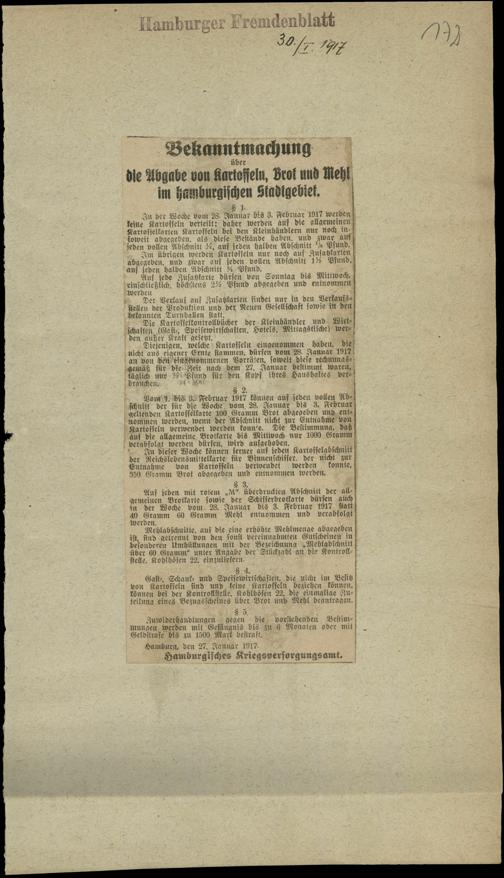 Hamburger Fremdenblatt
30./I. 1917
172
Bekanntmachung
über
die Abgabe von Kartoffeln, Brot und Mehl
im hamburgischen Stadtgebiet.
§ 1.
In der Woche vom 28. Januar bis 3. Februar 1917 werden
keine Kartoffeln verteilt; daher werden auf die allgemeinen
Kartoffelkarten Kartoffeln bei den Kleinhändlern nur noch in-
soweit abgegeben, als diese Bestände haben, und zwar auf
jeden vollen Abschnitt auf jeden halben Abschnitt Pfund.
Im übrigen werden Kartoffeln nur noch auf Zusatzkarten
abgegeben, und zwar auf jeden vollen Abschnitt 1½ Pfund,
auf jeden halben Abschnitt ¾ Pfund.
Auf jede Zusatzkarte dürfen von Sonntag bis Mittwoch,
einschließlich, höchstens Pfund abgegeben und entnommen
werden
Der Verkauf auf Zusatzkarten findet nur in den Verkaufs-
stellen der Produktion und der Neuen Gesellschaft sowie in den
bekannten Turnhallen statt.
Die Kartoffelkontrollbücher der Kleinhändler und Wirt-
schaften (Gast-, Speisewirtschaften, Hotels, Mittagstische) wer-
den außer Kraft gesetzt.
Diejenigen, welche Kartoffeln eingenommen haben, die
nicht aus eigener Ernte stammen, dürfen vom 28. Januar 1917
an von den eingenommenen Vorräten, soweit diese rechnungs-
gemäß für die Zeit nach dem 27. Januar bestimmt waren,
täglich nur Pfund für den Kopf ihres Haushaltes ver-
brauchen.
§ 2.
Vom 1. bis 3. Februar 1917 können auf jeden vollen Ab-
schnitt der für die Woche vom 28. Januar bis 3. Februar
geltenden Kartoffelkarte 100 Gramm Brot abgegeben und ent-
nommen werden, wenn der Abschnitt nicht zur Entnahme von
Kartoffeln verwendet werden konnte. Die Bestimmung, daß
auf die allgemeine Brotkarte bis Mittwoch nur 1000 Gramm
verabfolgt werden dürfen, wird aufgehoben.
In dieser Woche können ferner auf jeden Kartoffelabschnitt
der Reichslebensmittelkarte für Binnenschiffer, der nicht zur
Entnahme von Kartoffeln verwendet werden konnte,
350 Gramm Brot abgegeben und entnommen werden.
§ 3.
Auf jeden mit rotem „M“ überdruckten Abschnitt der all-
gemeinen Brotkarte sowie der Schifferbrotkarte dürfen auch
in der Woche vom 28. Januar bis 3. Februar 1917 statt
40 Gramm 60 Gramm Mehl entnommen und verabfolgt
werden.
Mehlabschnitte, auf die eine erhöhte Mehlmenge abgegeben
ist, sind getrennt von den sonst vereinnahmten Gutscheinen in
besonderen Umhüllungen mit der Bezeichnung „Mehlabschnitt
über 60 Gramm“ unter Angabe der Stückzahl an die Kontroll-
stelle, Kohlhöfen 22, einzuliefern.
§ 4.
Gast-, Schank- und Speisewirtschaften, die nicht im Besitz
von Kartoffeln sind und keine Kartoffeln beziehen können,
können bei der Kontrollstelle, Kohlhöfen 22, die einmalige Zu-
teilung eines Bezugsscheines über Brot und Mehl beantragen.
§ 5.
Zuwiderhandlungen gegen die vorstehenden Bestim-
mungen werden mit Gefängnis bis zu 6 Monaten oder mit
Geldstrafe bis zu 1500 Mark bestraft.
Hamburg, den 27. Januar 1917.
Hamburgisches Kriegsversorgungsamt.